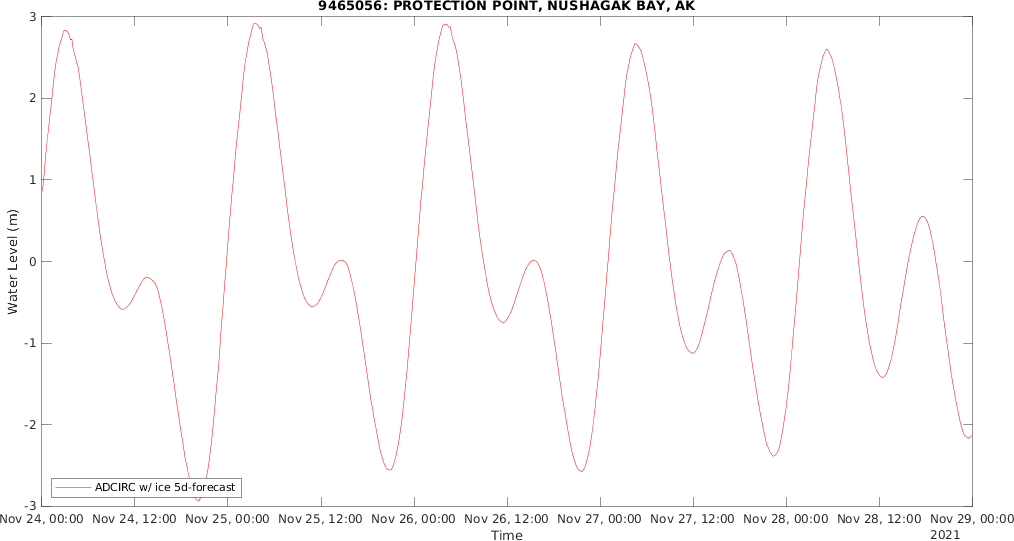 9465056: PROTECTION POINT, NUSHAGAK BAY, AK
3
2
1
0
-1
-2
-3
Water Level (m)
ADCIRC w/ ice 5d-forecast
Nov 24, 00:00 Nov 24, 12:00 Nov 25, 00:00 Nov 25, 12:00 Nov 26, 00:00 Nov 26, 12:00 Nov 27, 00:00 Nov 27, 12:00 Nov 28, 00:00 Nov 28, 12:00 Nov 29, 00:00
Time
2021